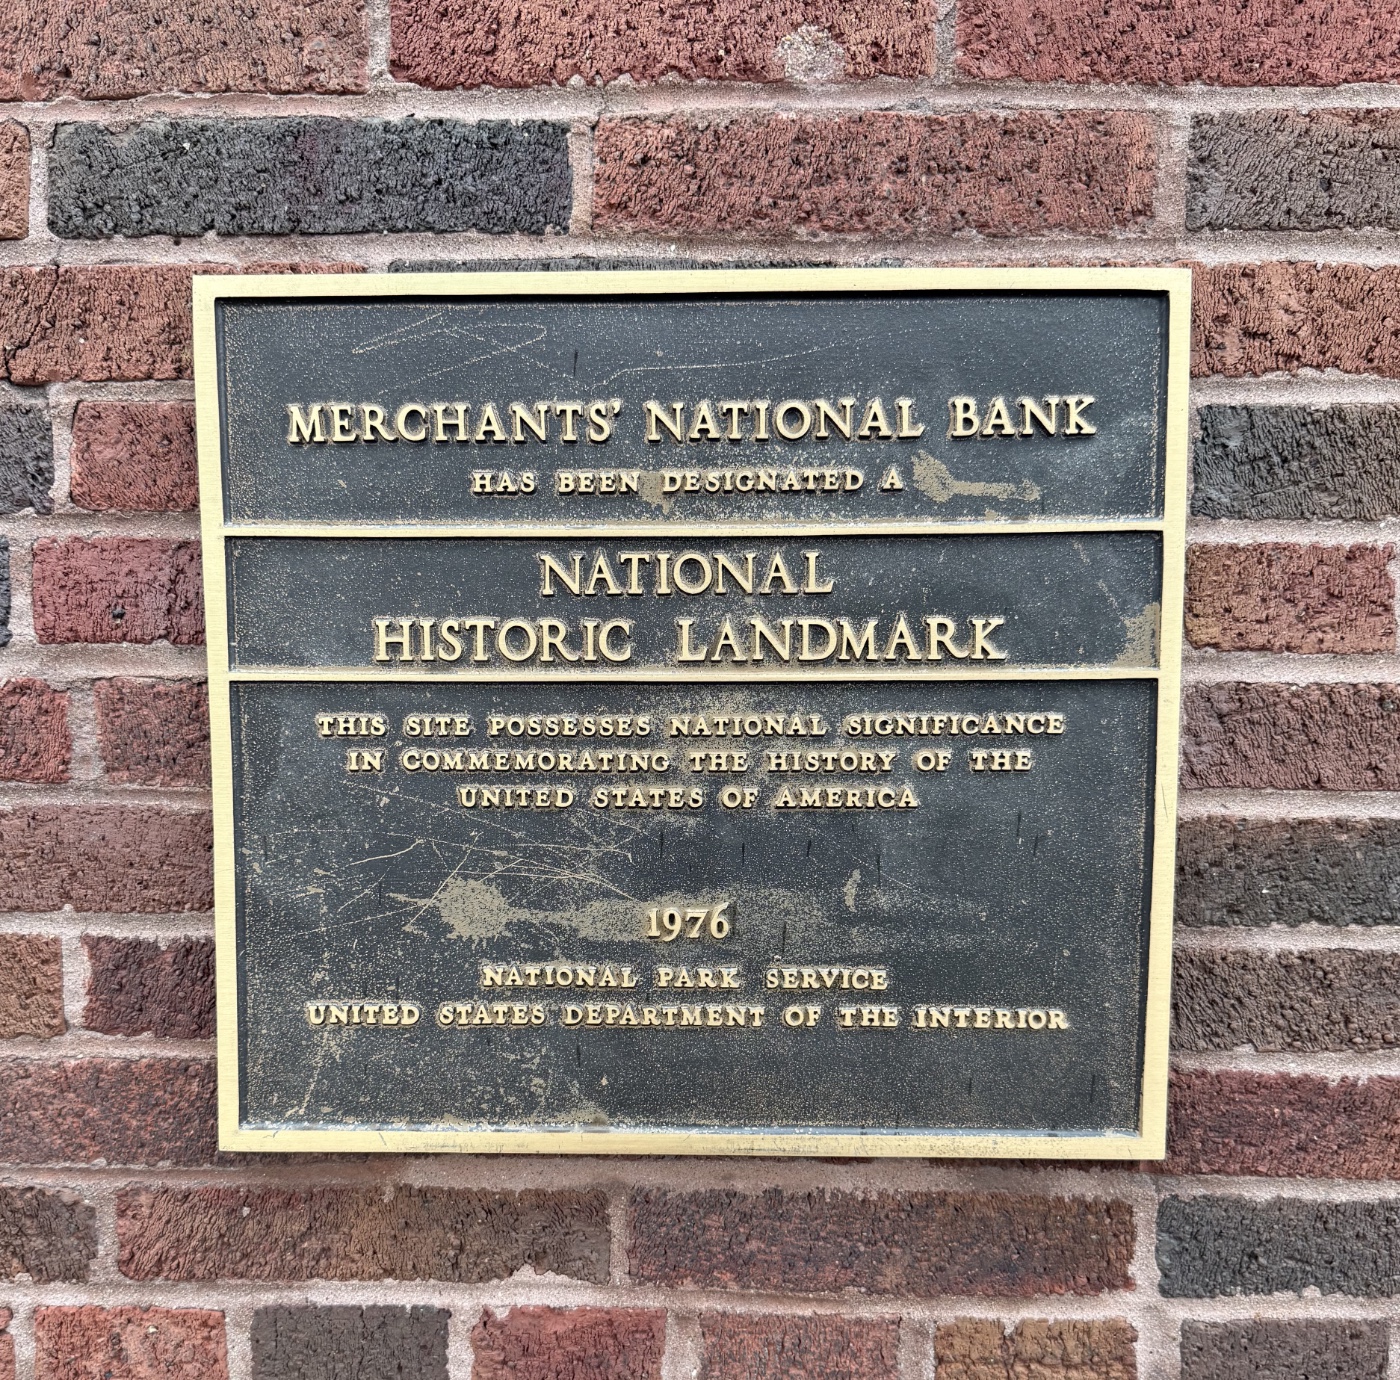 MERCHANTS' NATIONAL BANK
HAS BEEN DESIGNATED A
NATIONAL
HISTORIC LANDMARK
THIS SITE POSSESSES NATIONAL SIGNIFICANCE
IN COMMEMORATING THE HISTORY OF THE
UNITED STATES OF AMERICA
1976
NATIONAL PARK SERVICE
UNITED STATES DEPARTMENT OF THE INTERIOR